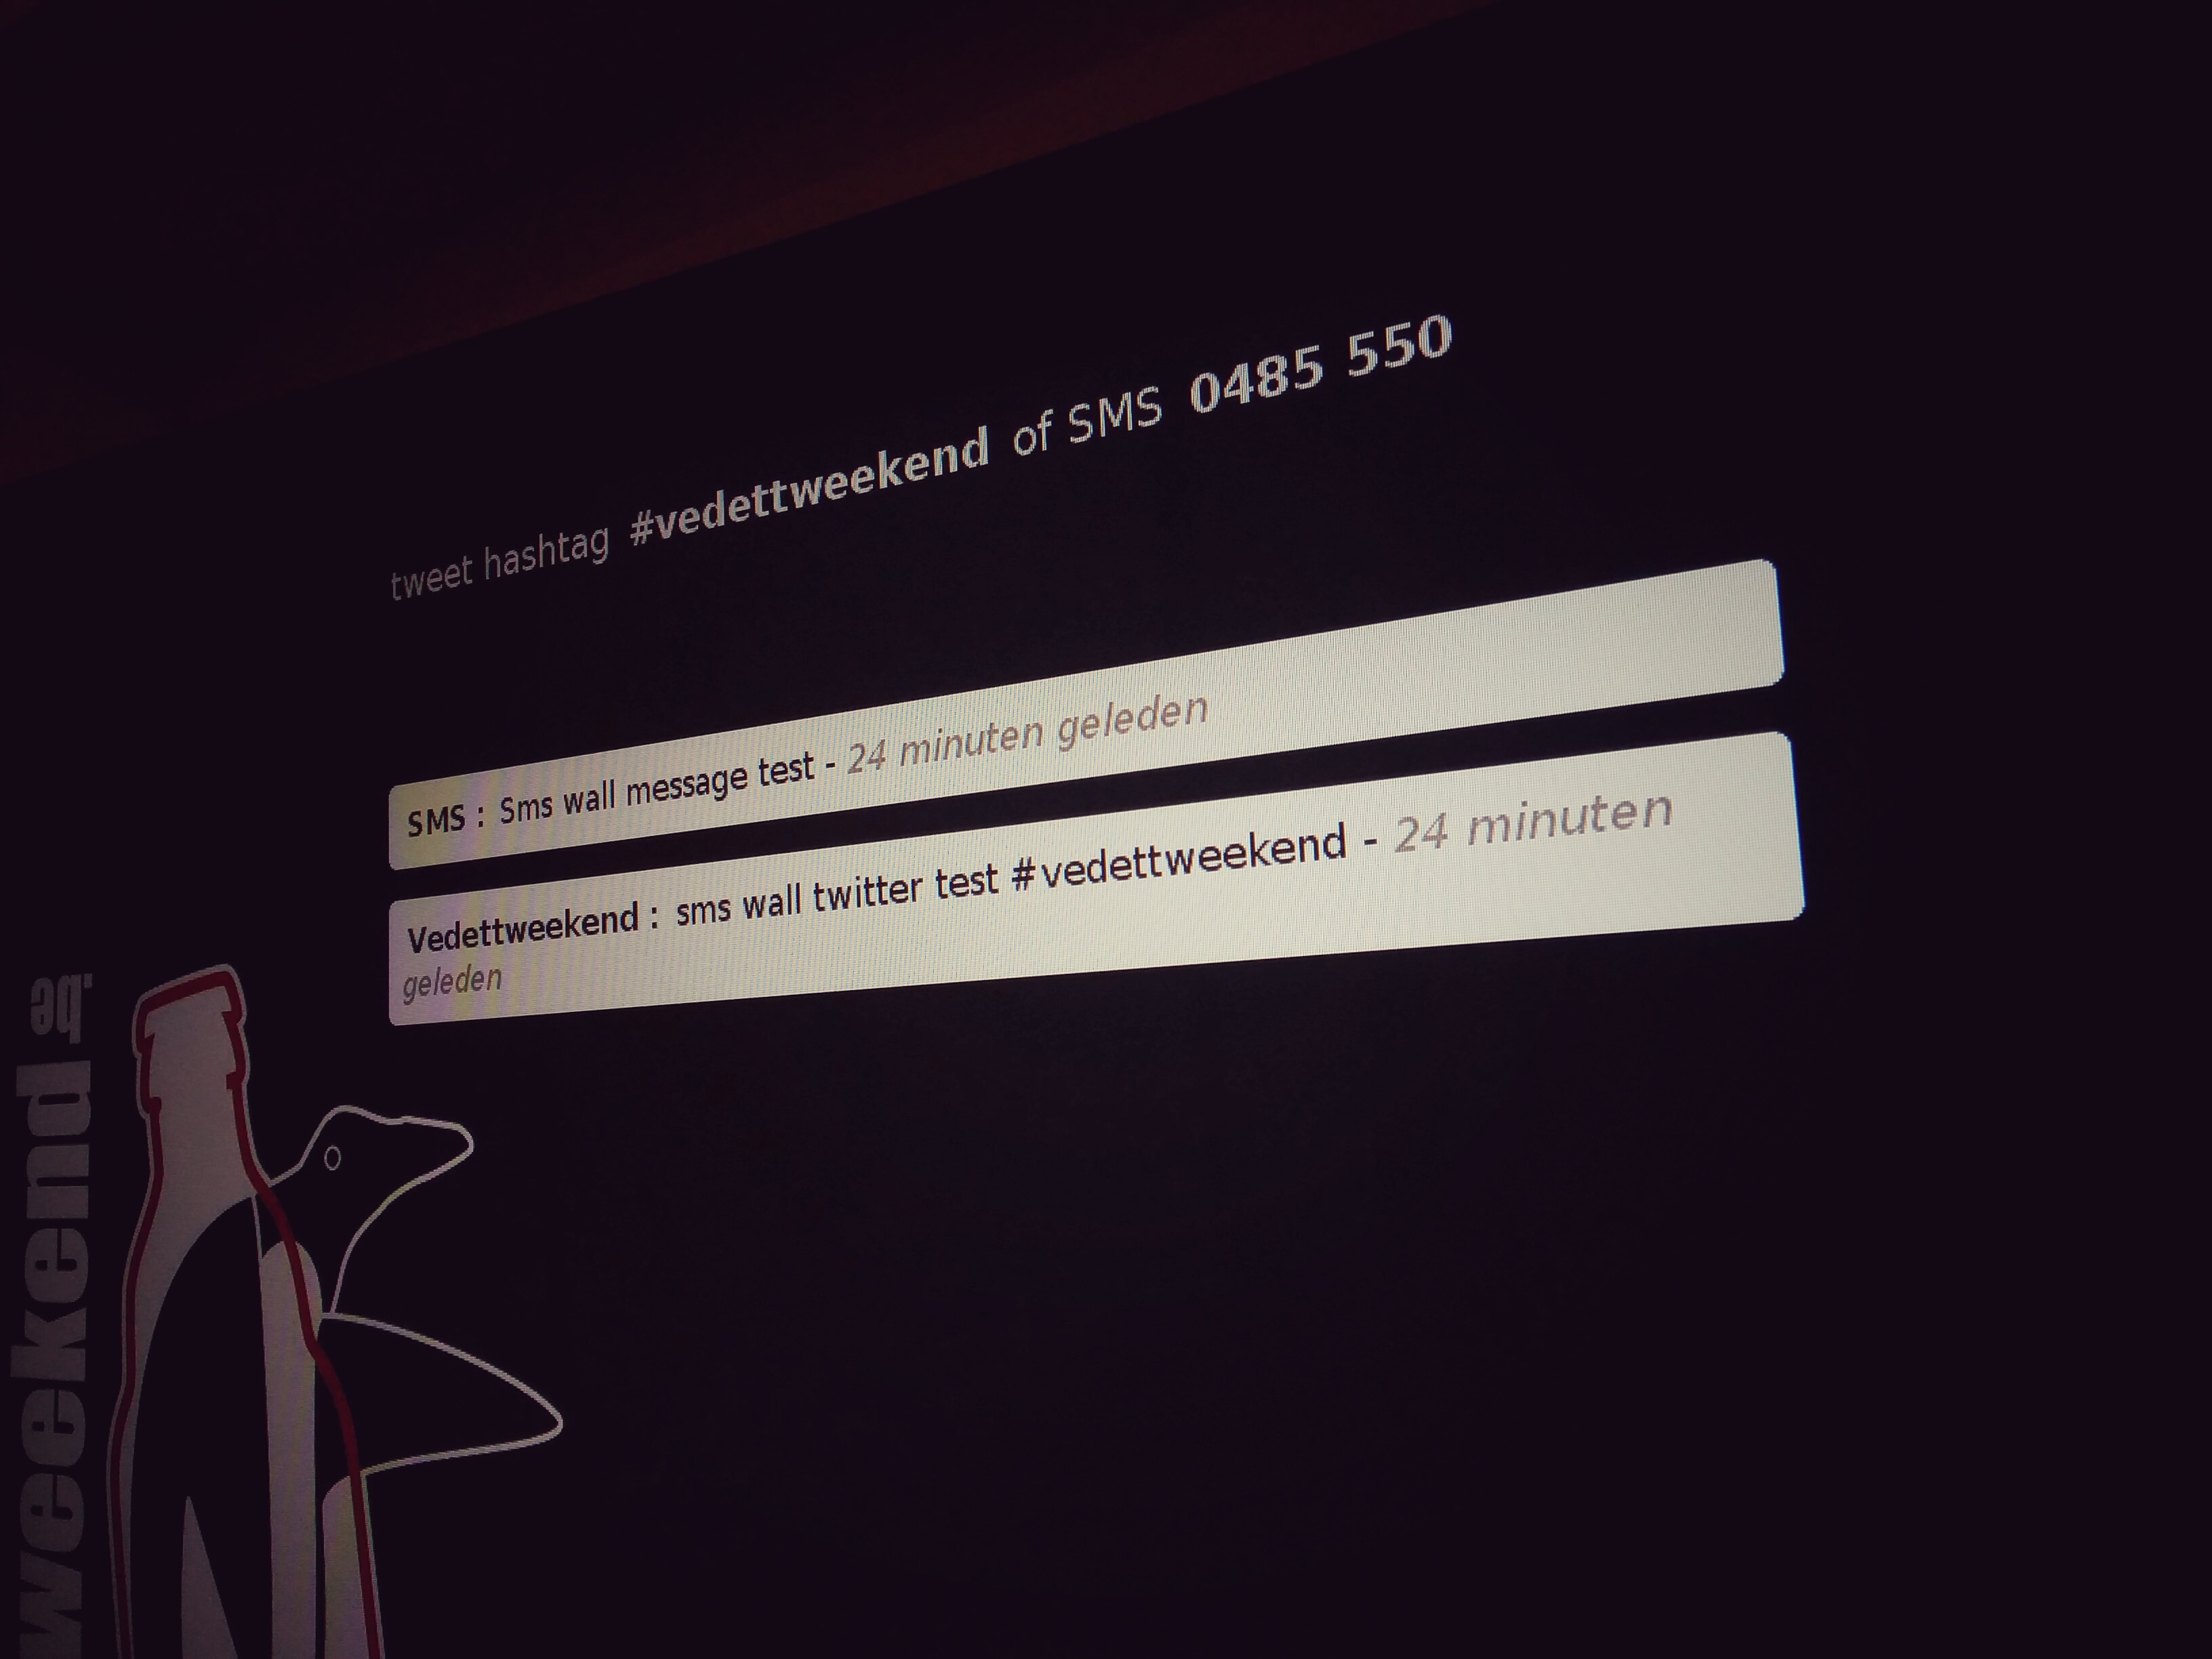 tweet hashtag #vedettweekend of SMS 0485 550
SMS : Sms wall message test - 24 minuten geleden
Vedettweekend : sms wall twitter test #vedettweekend - 24 minuten
geleden
weekend.be